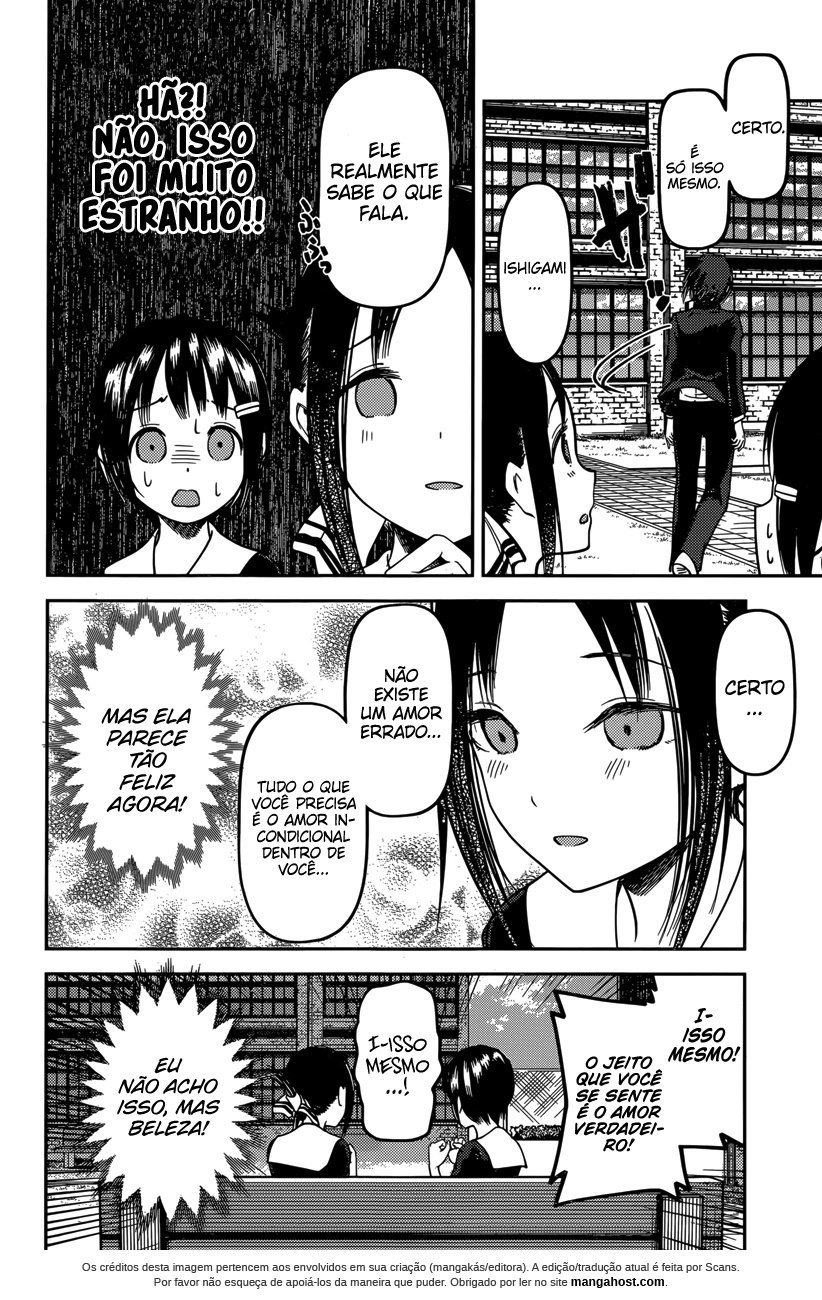 CERTO.
É
SÓ ISSO
MESMO.
ISHIGAMI
...
ELE
REALMENTE
SABE O QUE
FALA.
HÃ?!
NÃO, ISSO
FOI MUITO
ESTRANHO!!
CERTO
...
NÃO
EXISTE
UM AMOR
ERRADO...
TUDO O QUE
VOCÊ PRECISA
É O AMOR IN-
CONDICIONAL
DENTRO DE
VOCÊ...
MAS ELA
PARECE
TÃO
FELIZ
AGORA!
I-
ISSO
MESMO!
O JEITO
QUE VOCÊ
SE SENTE
É O AMOR
VERDADEI-
RO!
I-ISSO
MESMO
...!
EU
NÃO ACHO
ISSO, MAS
BELEZA!
Os créditos desta imagem pertencem aos envolvidos em sua criação (mangakás/editora). A edição/tradução atual é feita por Scans.
Por favor não esqueça de apoiá-los da maneira que puder. Obrigado por ler no site mangahost.com.